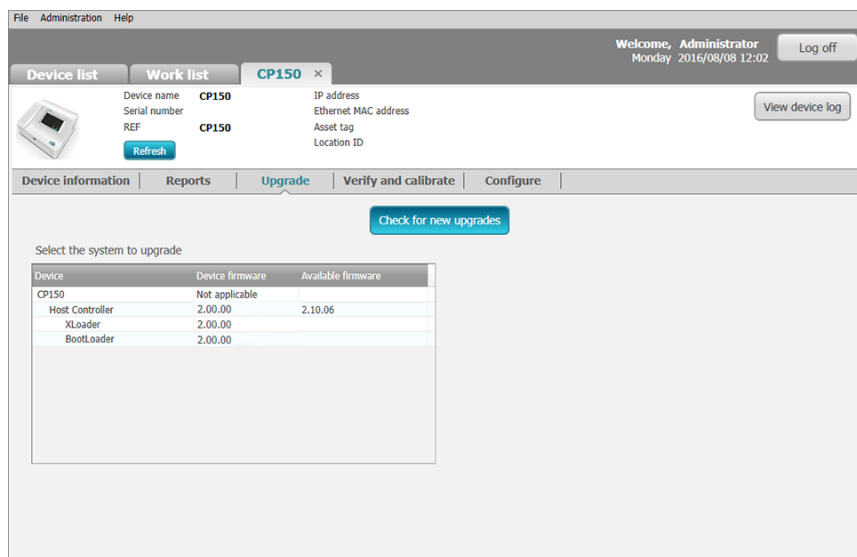 File Administration Help
Welcome, Administrator
Monday 2016/08/08 12:02
Log off
Device list Work list CP150 ×
Device name CP150 IP address
Serial number Ethernet MAC address
REF CP150 Asset tag
Location ID
Refresh
View device log
Device information Reports Upgrade Verify and calibrate Configure
Check for new upgrades
Select the system to upgrade
Device Device firmware Available firmware
CP150 Not applicable
Host Controller 2.00.00 2.10.06
XLoader 2.00.00
BootLoader 2.00.00